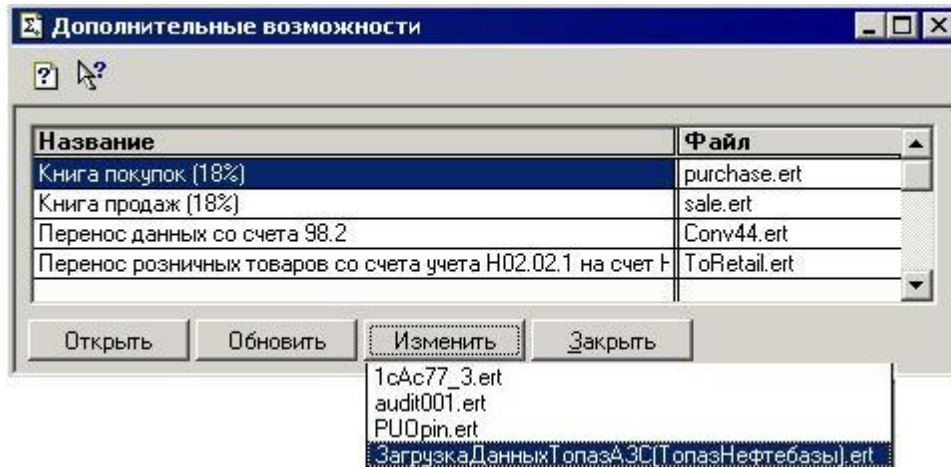 Дополнительные возможности
Название Файл
Книга покупок (18%) purchase.ert
Книга продаж (18%) sale.ert
Перенос данных со счета 98.2 Conv44.ert
Перенос розничных товаров со счета учета Н02.02.1 на счет Н ToRetail.ert
Открыть Обновить Изменить Закрыть
1cAc77_3.ert
audit001.ert
PUOpin.ert
ЗагрузкаДанныхТопазАЗС(ТопазНефтебазы).ert